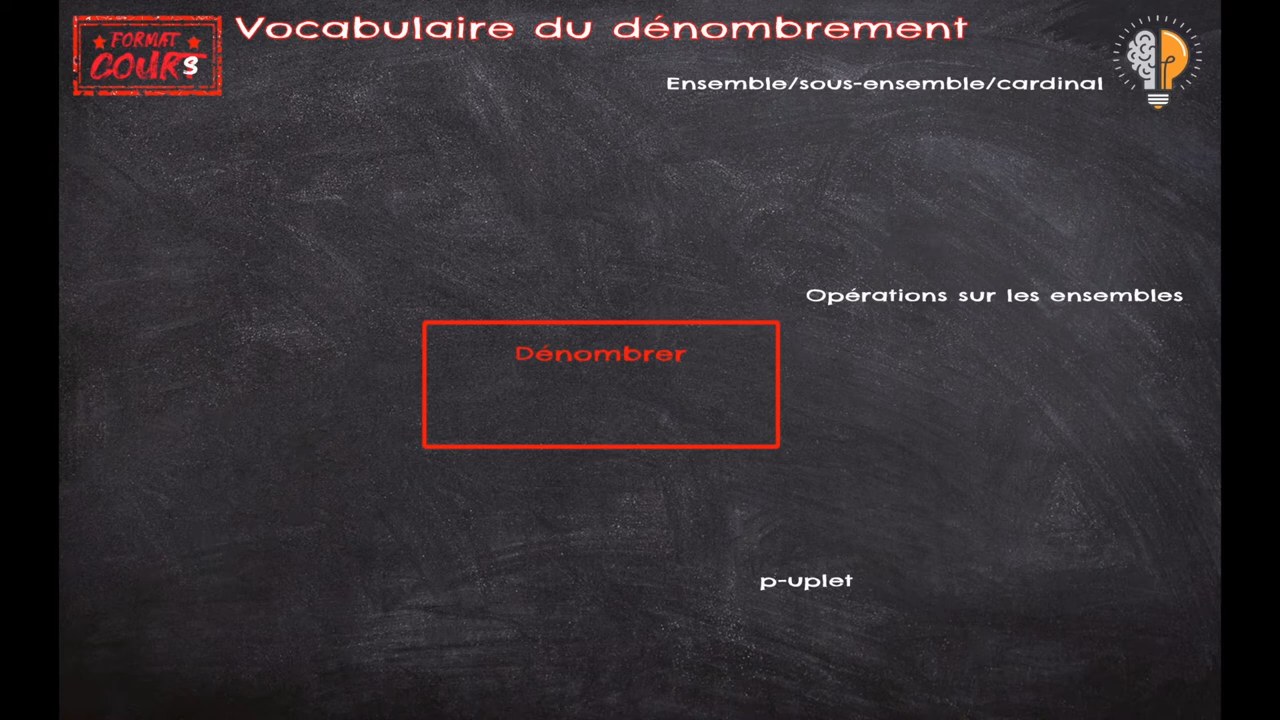 FORMAT
COURS
Vocabulaire du dénombrement
Ensemble/sous-ensemble/cardinal
Opérations sur les ensembles
Dénombrer
p-uplet